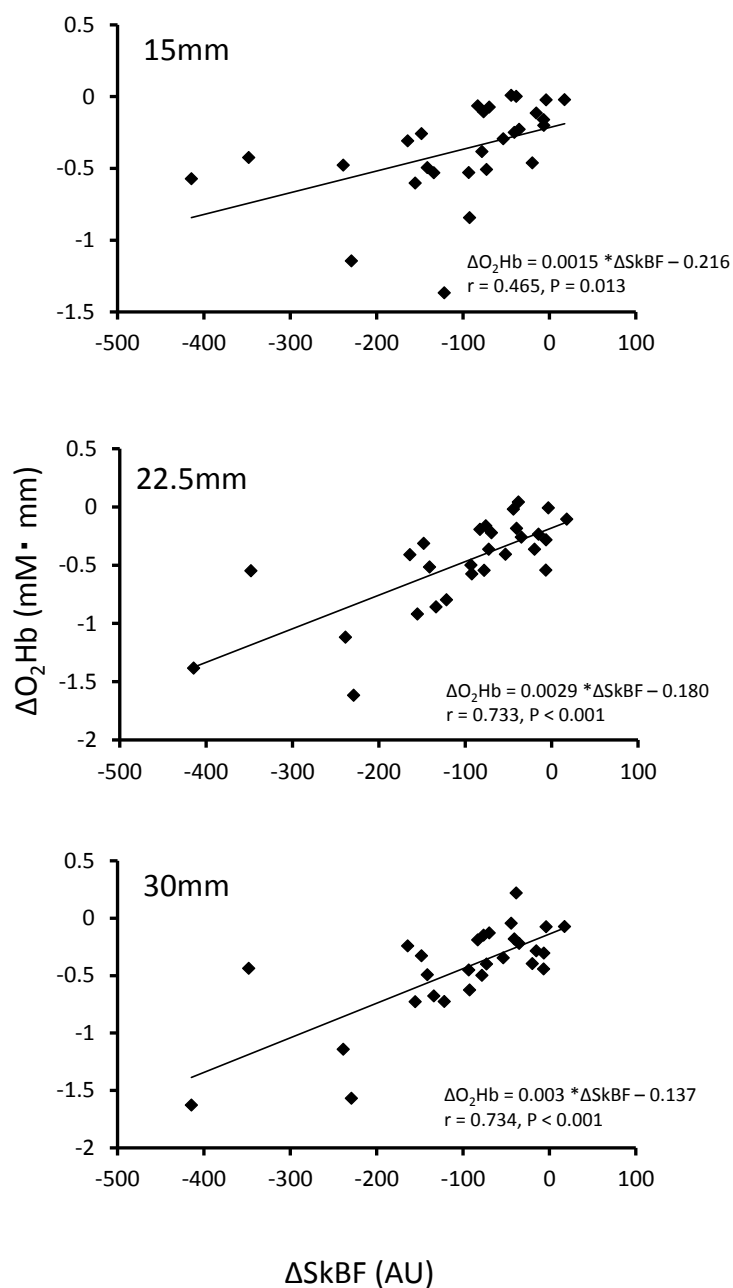 0.5
15mm
0
-0.5
-1
-1.5
ΔO₂Hb = 0.0015 *ΔSkBF – 0.216
r = 0.465, P = 0.013
-500 -400 -300 -200 -100 0 100
ΔO₂Hb (mM・mm)
0.5
22.5mm
0
-0.5
-1
-1.5
-2
ΔO₂Hb = 0.0029 *ΔSkBF – 0.180
r = 0.733, P < 0.001
-500 -400 -300 -200 -100 0 100
0.5
30mm
0
-0.5
-1
-1.5
-2
ΔO₂Hb = 0.003 *ΔSkBF – 0.137
r = 0.734, P < 0.001
-500 -400 -300 -200 -100 0 100
ΔSkBF (AU)